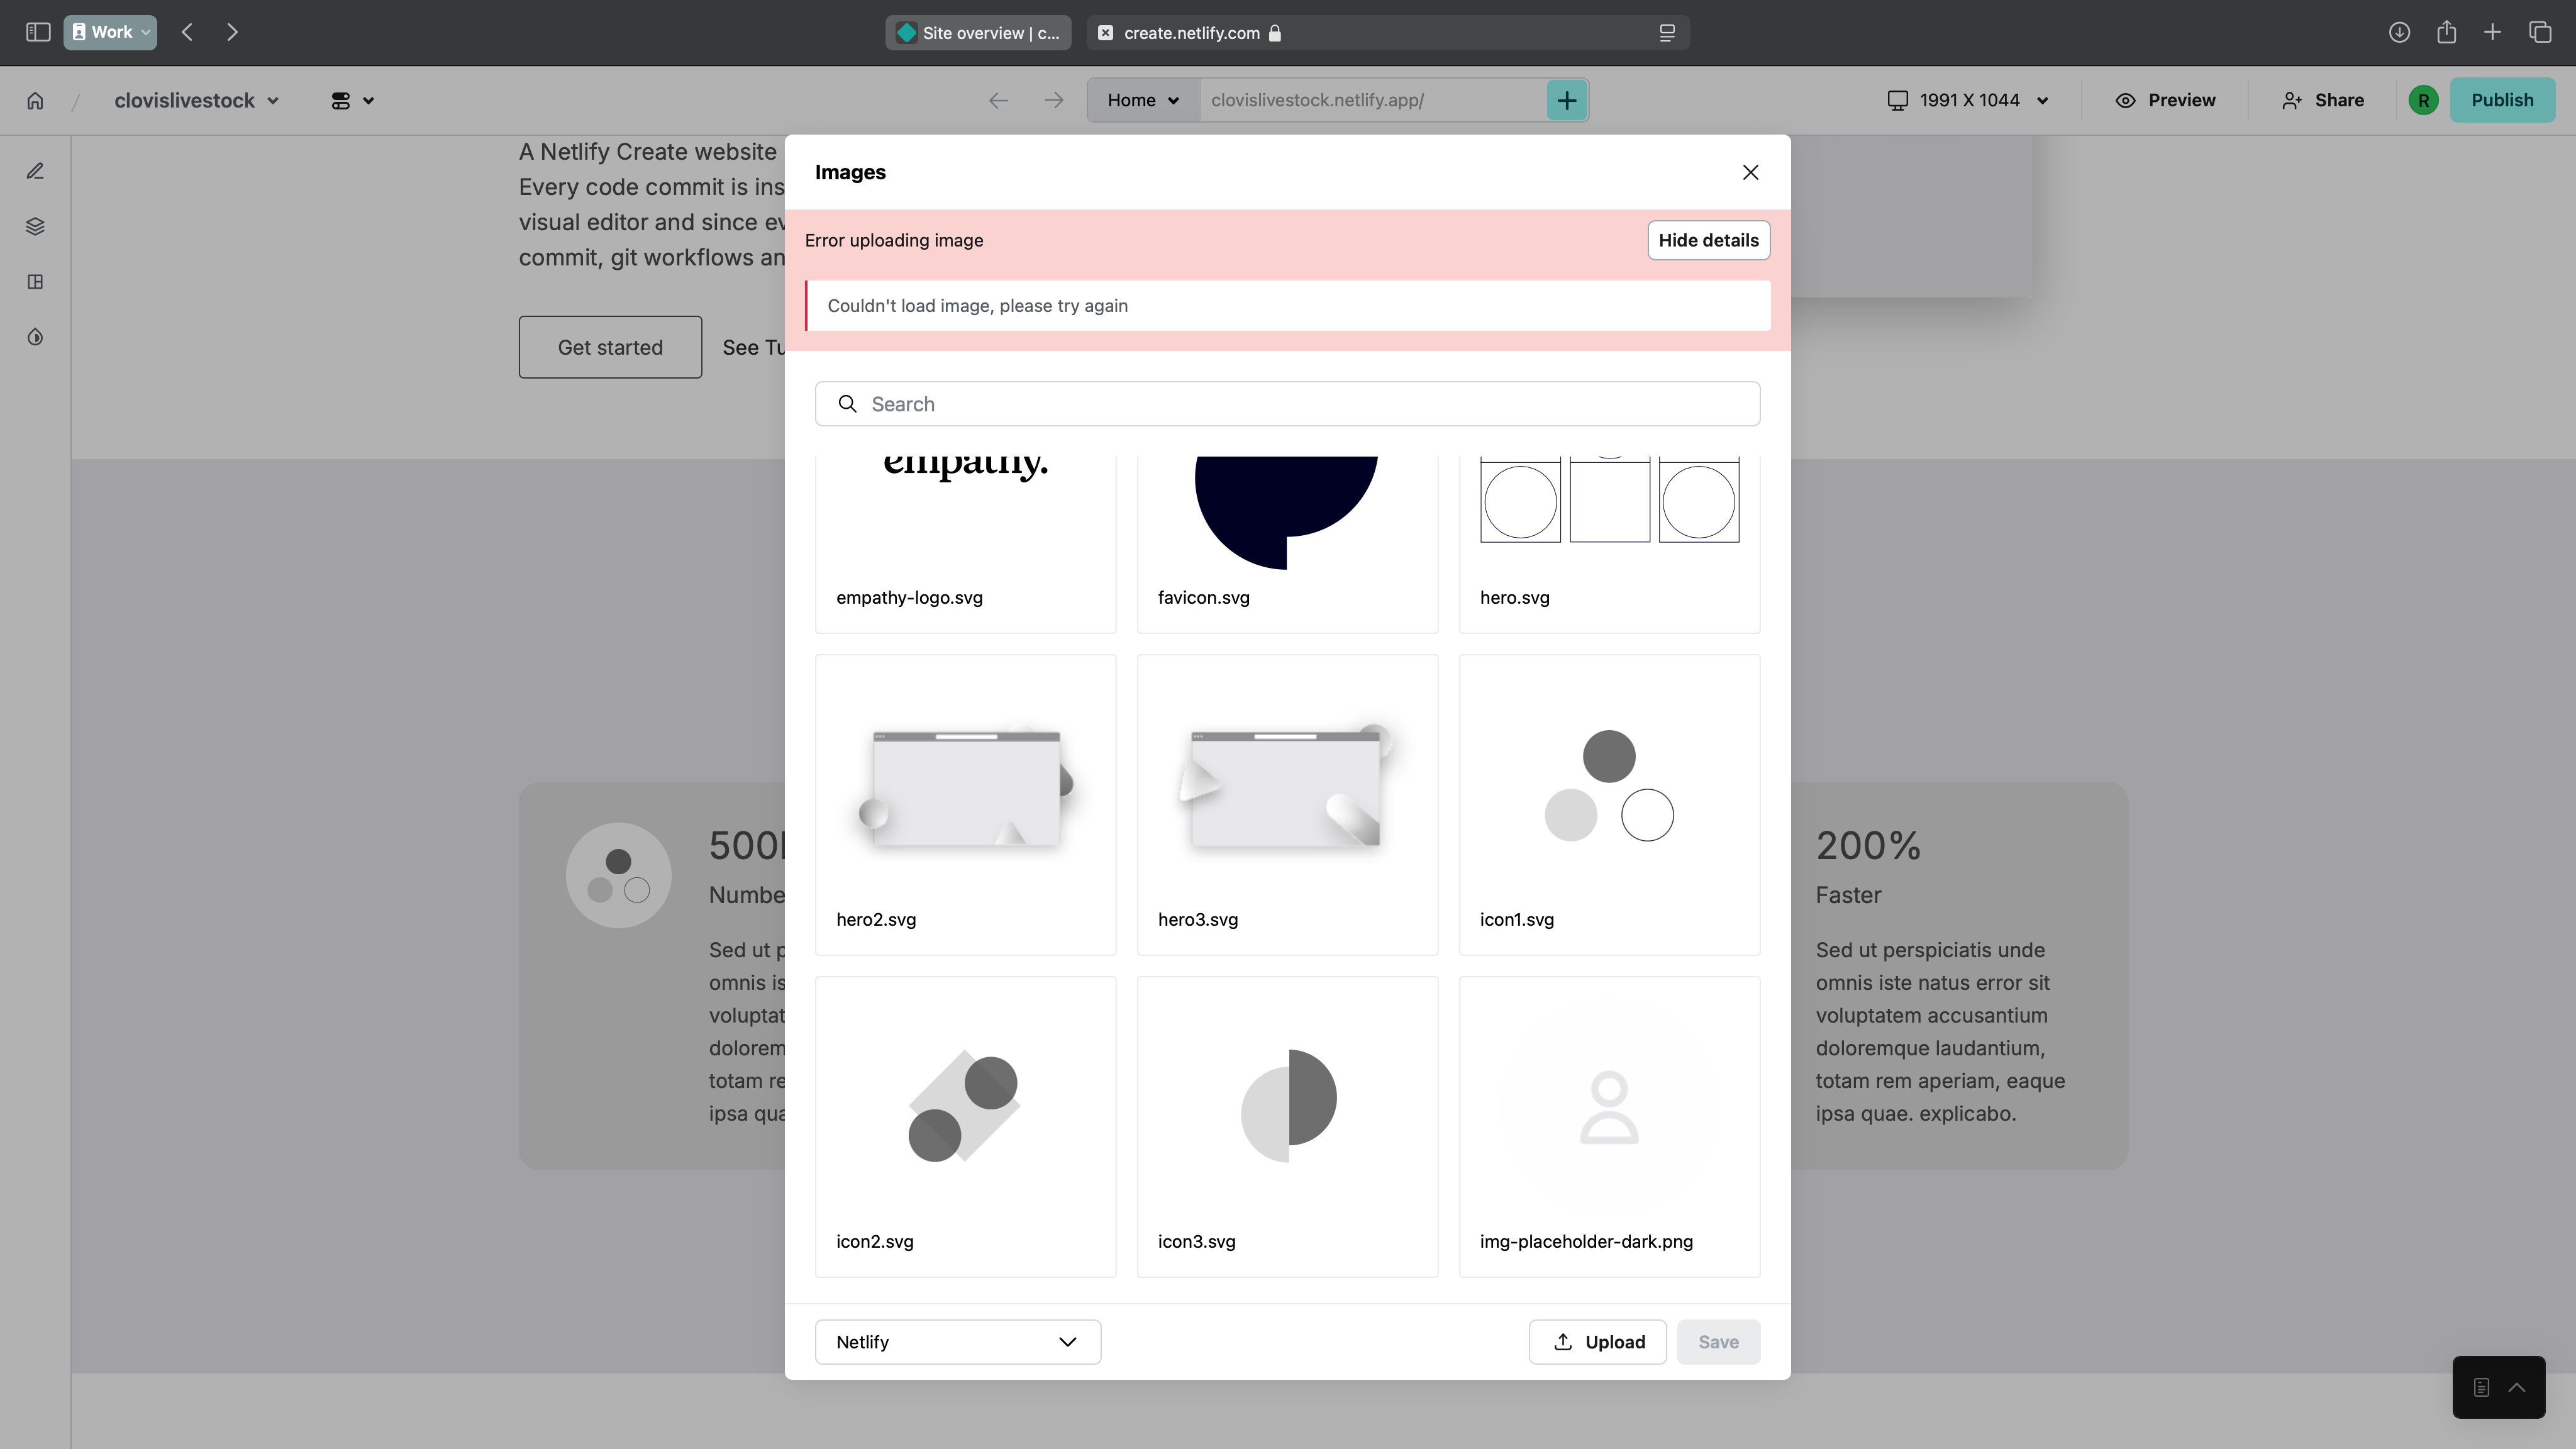 Work
Site overview | c...
create.netlify.com
clovislivestock
Home
clovislivestock.netlify.app/
1991 X 1044
Preview
Share
R
Publish
A Netlify Create website
Every code commit is ins
visual editor and since ev
commit, git workflows an
Get started
See Tu
Images
Error uploading image
Hide details
Couldn't load image, please try again
Search
empathy.
empathy-logo.svg
favicon.svg
hero.svg
hero2.svg
hero3.svg
icon1.svg
icon2.svg
icon3.svg
img-placeholder-dark.png
Netlify
Upload
Save
500
Numbe
Sed ut p
omnis is
voluptat
dolorem
totam re
ipsa qua
200%
Faster
Sed ut perspiciatis unde
omnis iste natus error sit
voluptatem accusantium
doloremque laudantium,
totam rem aperiam, eaque
ipsa quae. explicabo.